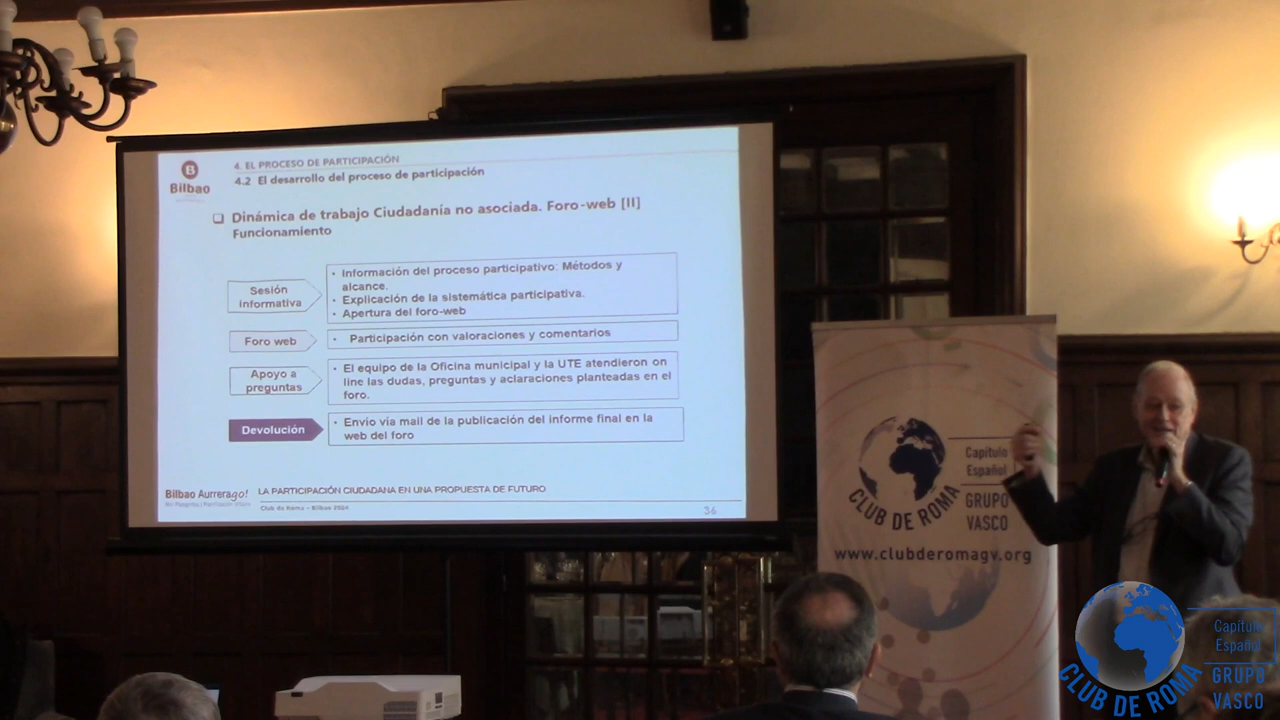 B
Bilbao
4. EL PROCESO DE PARTICIPACIÓN
4.2 El desarrollo del proceso de participación
Dinámica de trabajo Ciudadanía no asociada. Foro-web [II]
Funcionamiento
Sesión
informativa
• Información del proceso participativo: Métodos y
alcance.
• Explicación de la sistemática participativa.
• Apertura del foro-web
Foro web
• Participación con valoraciones y comentarios
Apoyo a
preguntas
• El equipo de la Oficina municipal y la UTE atendieron on
line las dudas, preguntas y aclaraciones planteadas en el
foro.
Devolución
• Envío vía mail de la publicación del informe final en la
web del foro
Bilbao Aurrerago!
LA PARTICIPACIÓN CIUDADANA EN UNA PROPUESTA DE FUTURO
Club de Roma - Bilbao 2024
36
CLUB DE ROMA
Capítulo
Español
GRUPO
VASCO
www.clubderomagv.org
CLUB DE ROMA
Capítulo
Español
GRUPO
VASCO